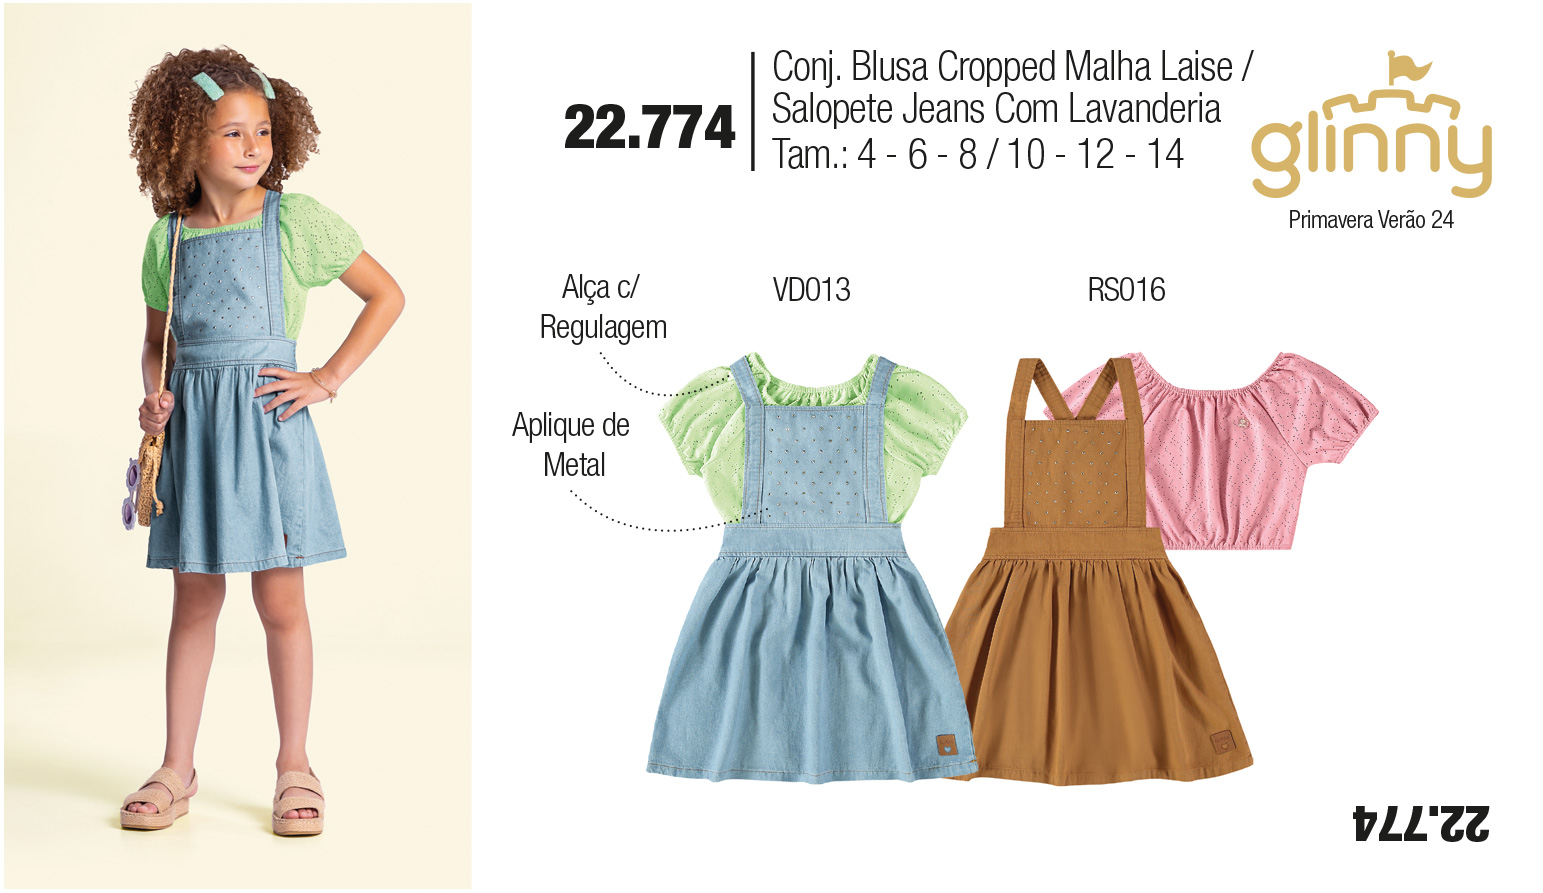 22.774
Conj. Blusa Cropped Malha Laise /
Salopete Jeans Com Lavanderia
Tam.: 4 - 6 - 8 / 10 - 12 - 14
glinny
Primavera Verão 24
Alça c/
Regulagem
VD013
RS016
Aplique de
Metal
22.774